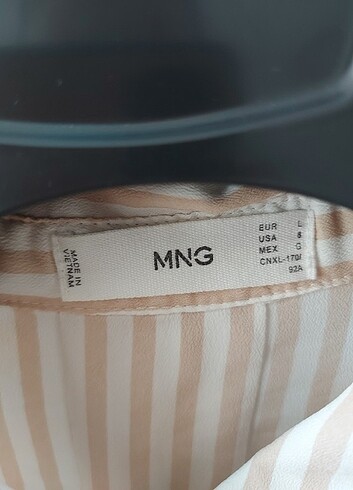 MADE IN
VIETNAM
MNG
EUR L
USA 8
MEX G
CNXL-170/
92A